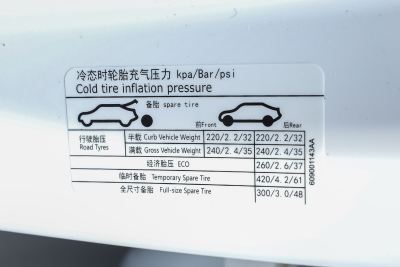 冷态时轮胎充气压力 kpa/Bar/psi
Cold tire inflation pressure
备胎 spare tire
前Front 后Rear
行驶胎压 半载 Curb Vehicle Weight 220/2.2/32 220/2.2/32
Road Tyres 满载 Gross Vehicle Weight 240/2.4/35 240/2.4/35
经济胎压 ECO 260/2.6/37
临时备胎 Temporary Spare Tire 420/4.2/61
全尺寸备胎 Full-size Spare Tire 300/3.0/48
609001143AA